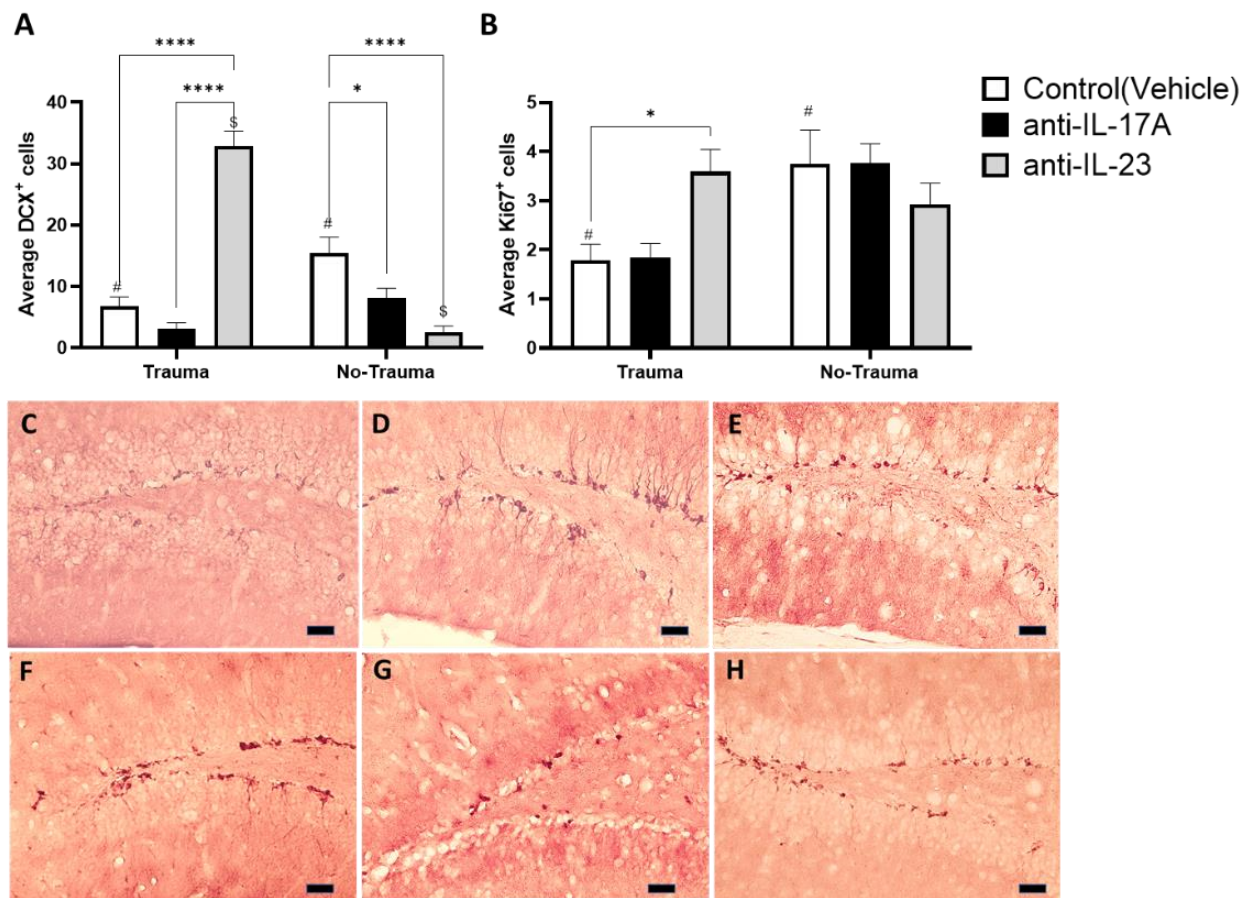 A
B
****
****
****
*
*
Control(Vehicle)
anti-IL-17A
anti-IL-23
Average DCX+ cells
40
30
20
10
0
#
$
#
$
Trauma
No-Trauma
Average Ki67+ cells
5
4
3
2
1
0
#
#
Trauma
No-Trauma
C
D
E
F
G
H